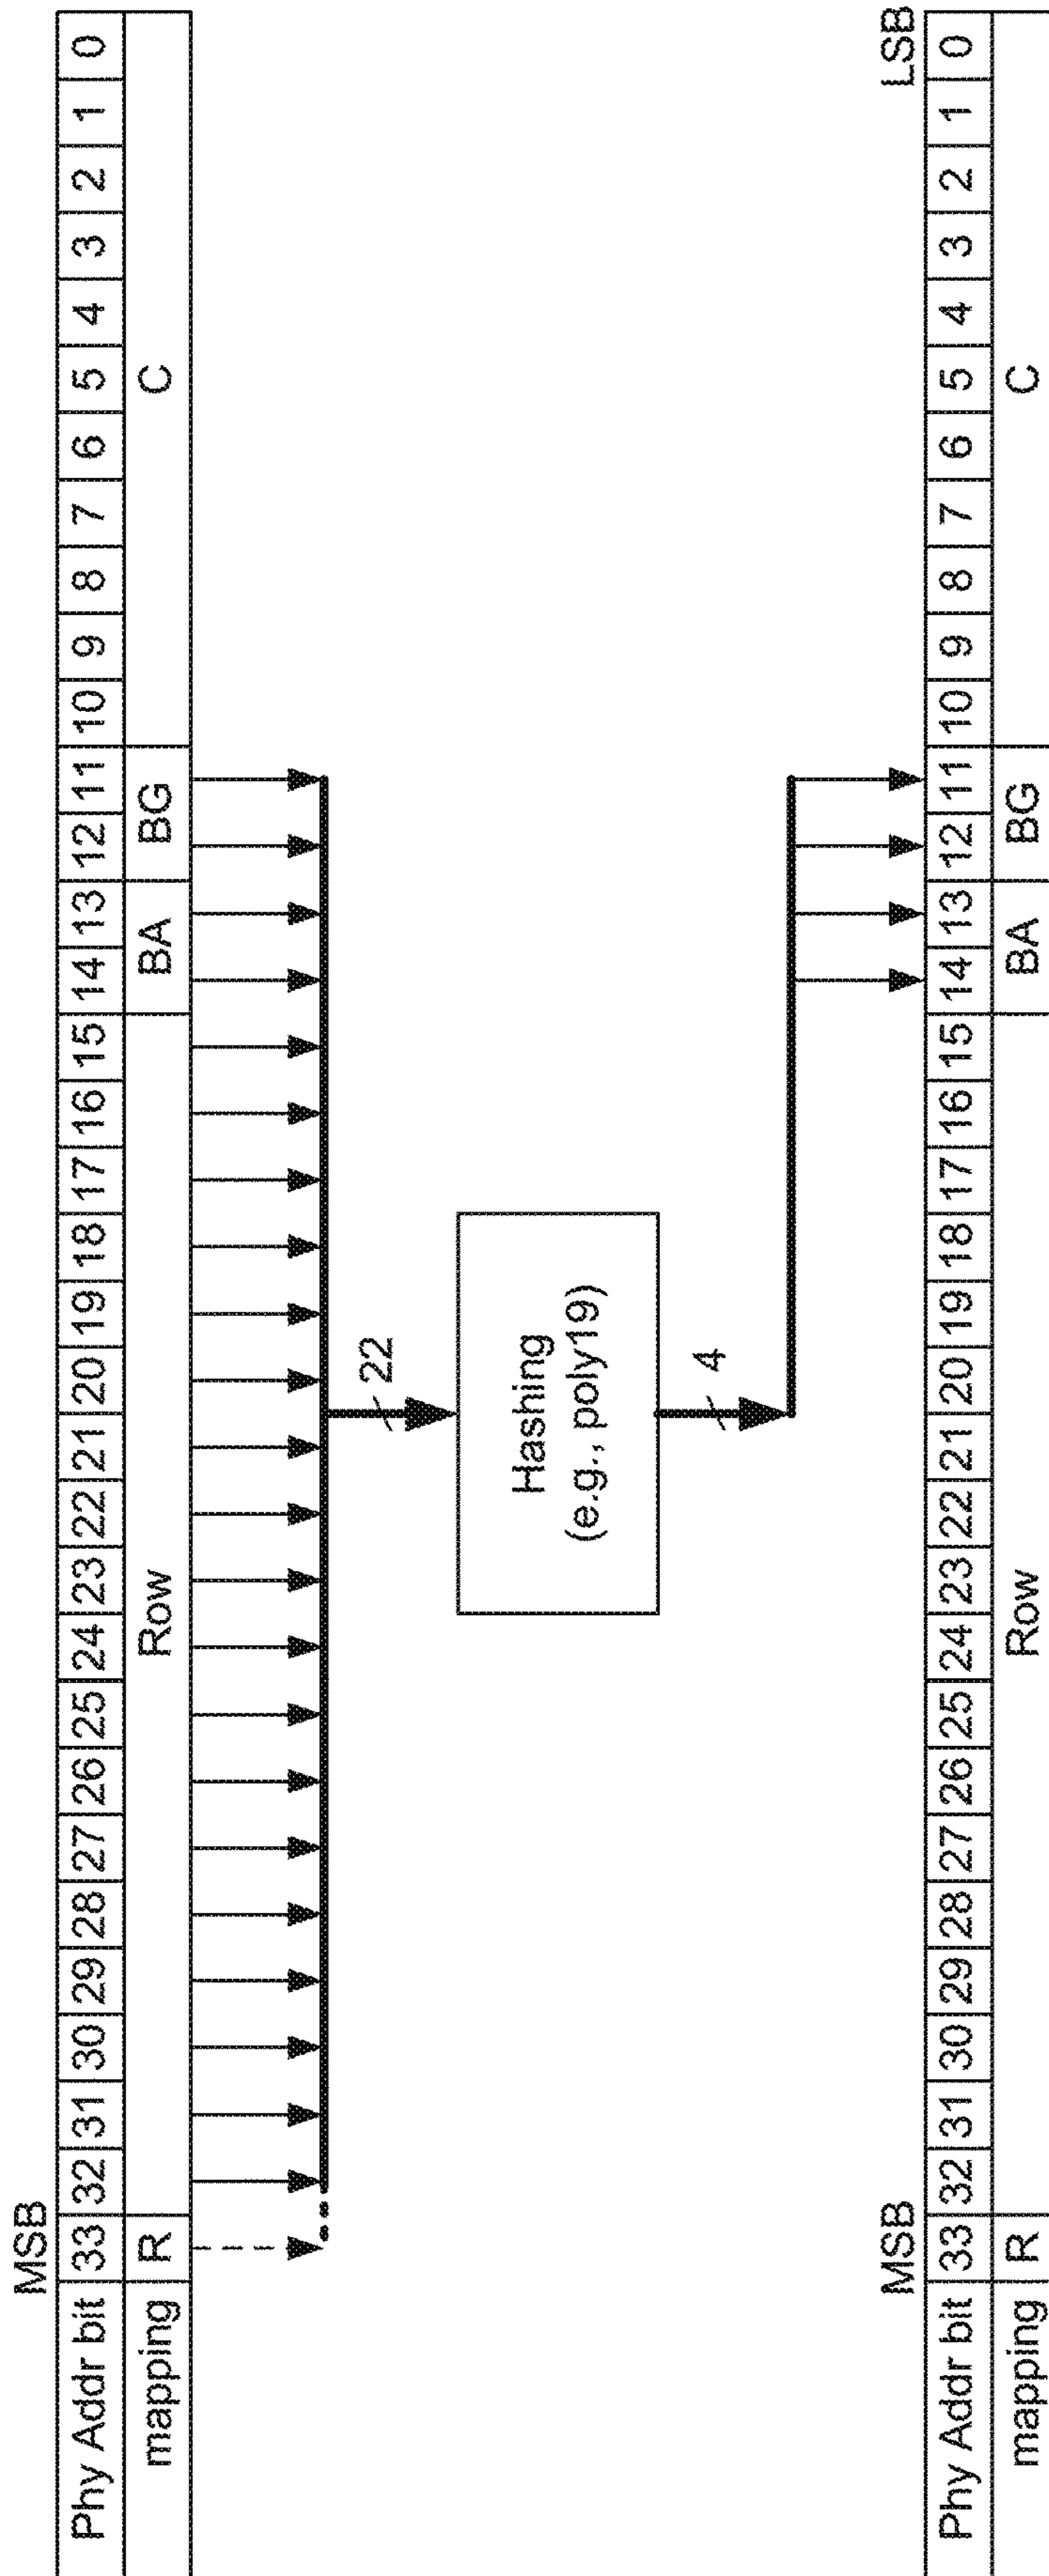 MSB
Phy Addr bit 33 32 31 30 29 28 27 26 25 24 23 22 21 20 19 18 17 16 15 14 13 12 11 10 9 8 7 6 5 4 3 2 1 0
mapping R Row BA BG C
22
Hashing
(e.g., poly19)
4
MSB LSB
Phy Addr bit 33 32 31 30 29 28 27 26 25 24 23 22 21 20 19 18 17 16 15 14 13 12 11 10 9 8 7 6 5 4 3 2 1 0
mapping R Row BA BG C